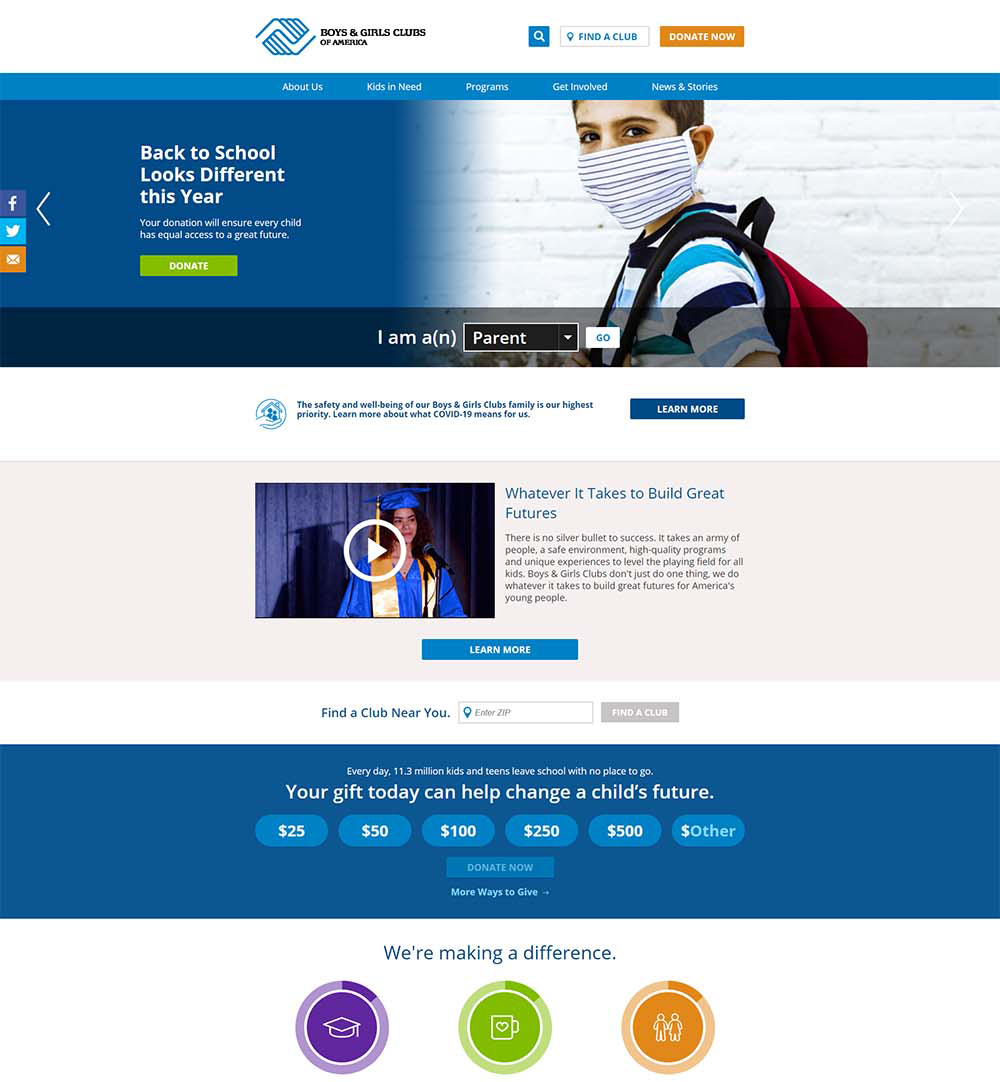 BOYS & GIRLS CLUBS
OF AMERICA
FIND A CLUB
DONATE NOW
About Us
Kids in Need
Programs
Get Involved
News & Stories
Back to School
Looks Different
this Year
Your donation will ensure every child
has equal access to a great future.
DONATE
I am a(n)
Parent
GO
The safety and well-being of our Boys & Girls Clubs family is our highest
priority. Learn more about what COVID-19 means for us.
LEARN MORE
Whatever It Takes to Build Great
Futures
There is no silver bullet to success. It takes an army of
people, a safe environment, high-quality programs
and unique experiences to level the playing field for all
kids. Boys & Girls Clubs don't just do one thing, we do
whatever it takes to build great futures for America's
young people.
LEARN MORE
Find a Club Near You.
Enter ZIP
FIND A CLUB
Every day, 11.3 million kids and teens leave school with no place to go.
Your gift today can help change a child’s future.
$25
$50
$100
$250
$500
$Other
DONATE NOW
More Ways to Give →
We're making a difference.